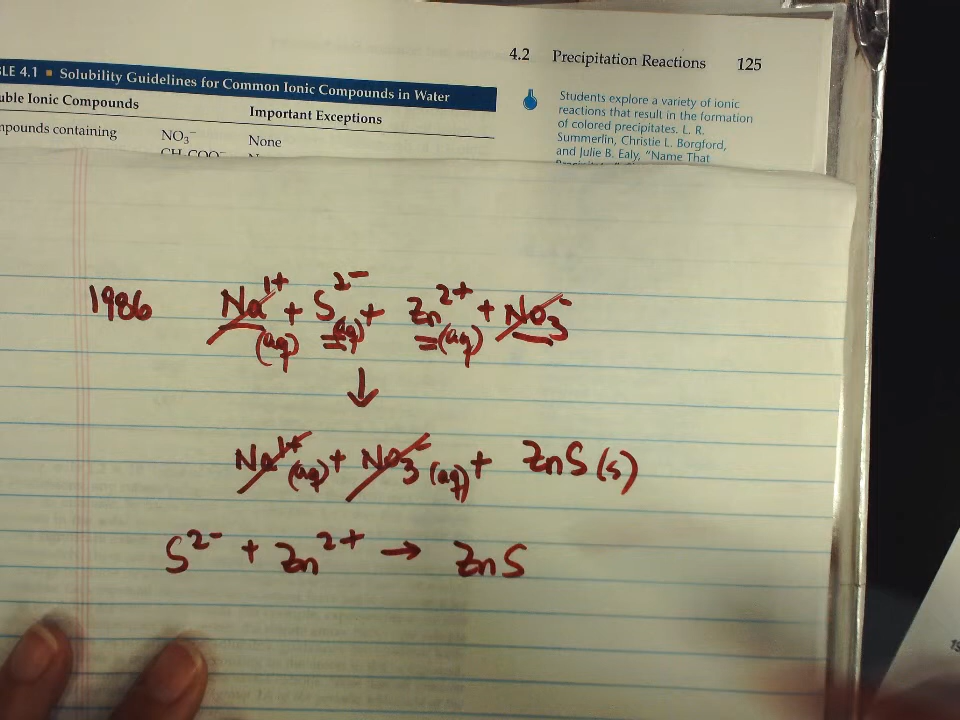 4.2 Precipitation Reactions 125
LE 4.1 ▪ Solubility Guidelines for Common Ionic Compounds in Water
uble Ionic Compounds Important Exceptions
mpounds containing NO₃⁻ None
CH COO⁻
Students explore a variety of ionic
reactions that result in the formation
of colored precipitates. L. R.
Summerlin, Christie L. Borgford,
and Julie B. Ealy, "Name That
1986 Na¹⁺ + S²⁻ + Zn²⁺ + NO₃⁻
(aq) (aq) (aq)
↓
Na¹⁺(aq) + NO₃⁻(aq) + ZnS(s)
S²⁻ + Zn²⁺ → ZnS